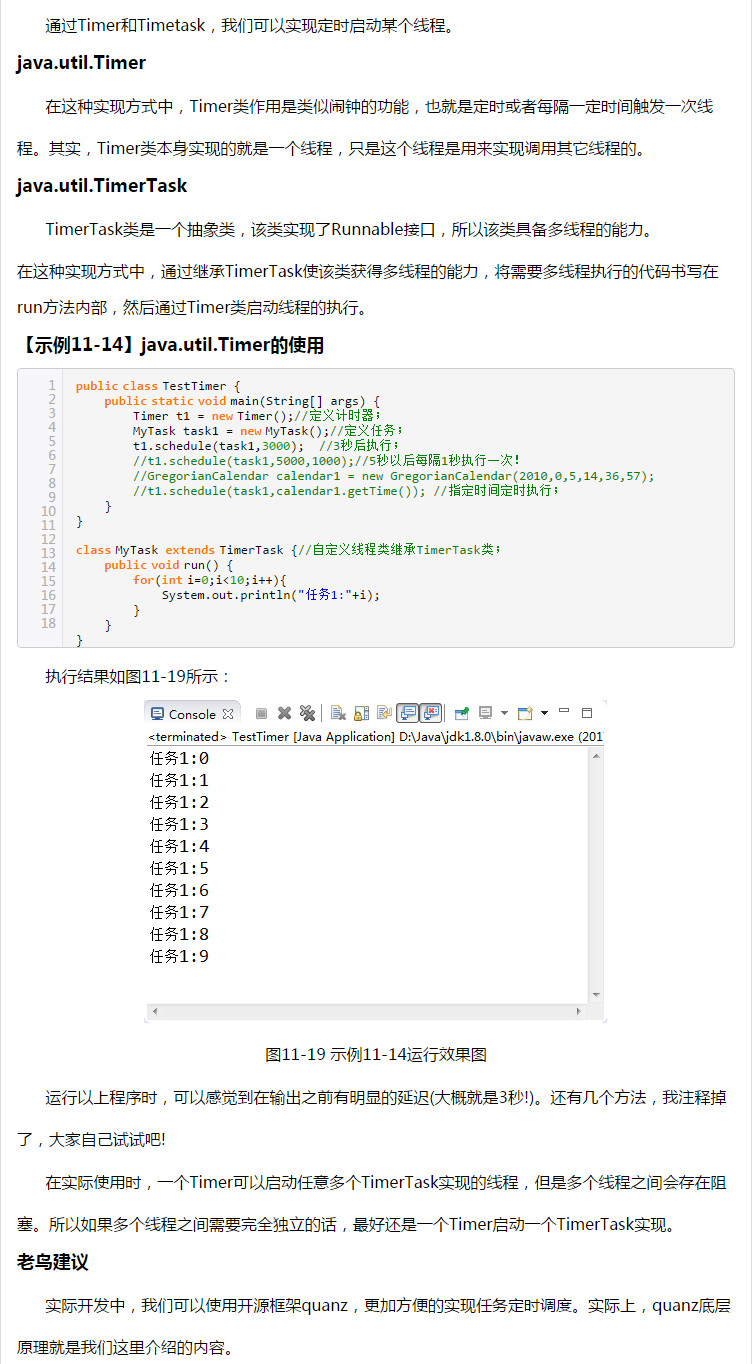 通过Timer和Timetask，我们可以实现定时启动某个线程。
java.util.Timer
在这种实现方式中，Timer类作用是类似闹钟的功能，也就是定时或者每隔一定时间触发一次线
程。其实，Timer类本身实现的就是一个线程，只是这个线程是用来实现调用其它线程的。
java.util.TimerTask
TimerTask类是一个抽象类，该类实现了Runnable接口，所以该类具备多线程的能力。
在这种实现方式中，通过继承TimerTask使该类获得多线程的能力，将需要多线程执行的代码书写在
run方法内部，然后通过Timer类启动线程的执行。
【示例11-14】java.util.Timer的使用
1 public class TestTimer {
2     public static void main(String[] args) {
3         Timer t1 = new Timer();//定义计时器;
4         MyTask task1 = new MyTask();//定义任务;
5         t1.schedule(task1,3000);  //3秒后执行;
6         //t1.schedule(task1,5000,1000);//5秒以后每隔1秒执行一次!
7         //GregorianCalendar calendar1 = new GregorianCalendar(2010,0,5,14,36,57);
8         //t1.schedule(task1,calendar1.getTime()); //指定时间定时执行;
9     }
10 }
11
12 class MyTask extends TimerTask {//自定义线程类继承TimerTask类;
13     public void run() {
14         for(int i=0;i<10;i++){
15             System.out.println("任务1:"+i);
16         }
17     }
18 }
执行结果如图11-19所示：
Console
<terminated> TestTimer [Java Application] D:\Java\jdk1.8.0\bin\javaw.exe (201
任务1:0
任务1:1
任务1:2
任务1:3
任务1:4
任务1:5
任务1:6
任务1:7
任务1:8
任务1:9
图11-19 示例11-14运行效果图
运行以上程序时，可以感觉到在输出之前有明显的延迟(大概就是3秒!)。还有几个方法，我注释掉
了，大家自己试试吧!
在实际使用时，一个Timer可以启动任意多个TimerTask实现的线程，但是多个线程之间会存在阻
塞。所以如果多个线程之间需要完全独立的话，最好还是一个Timer启动一个TimerTask实现。
老鸟建议
实际开发中，我们可以使用开源框架quanz，更加方便的实现任务定时调度。实际上，quanz底层
原理就是我们这里介绍的内容。